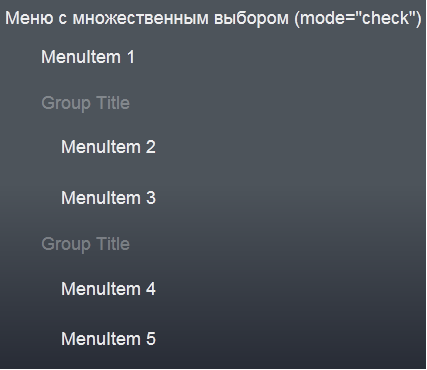 Меню с множественным выбором (mode="check")
MenuItem 1
Group Title
MenuItem 2
MenuItem 3
Group Title
MenuItem 4
MenuItem 5